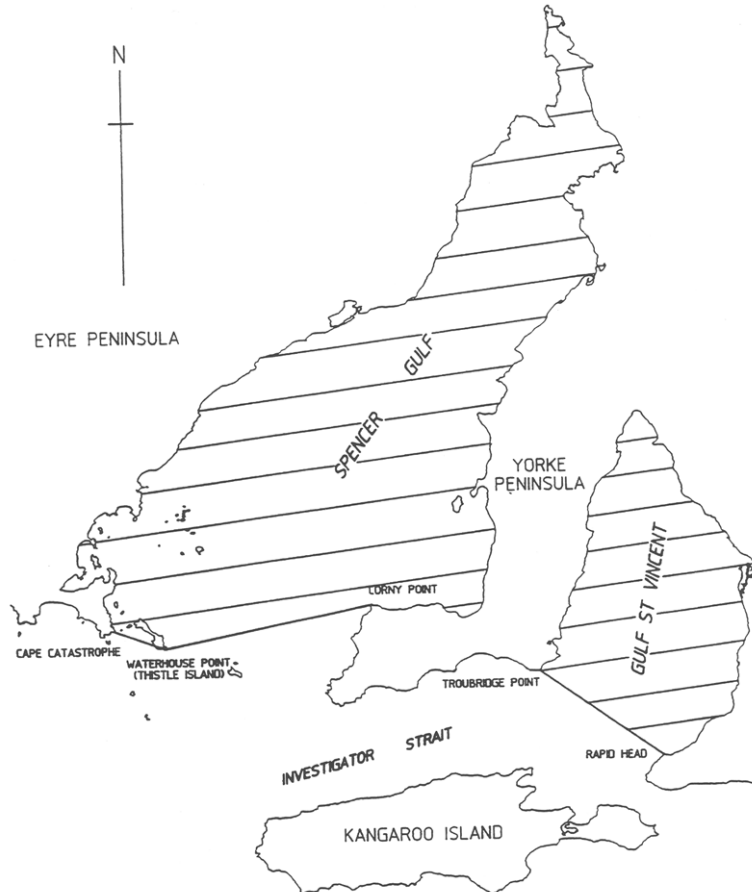 N
EYRE PENINSULA
SPENCER GULF
YORKE
PENINSULA
GULF ST VINCENT
CORNY POINT
CAPE CATASTROPHE
WATERHOUSE POINT
(THISTLE ISLAND)
TROUBRIDGE POINT
INVESTIGATOR STRAIT
RAPID HEAD
KANGAROO ISLAND